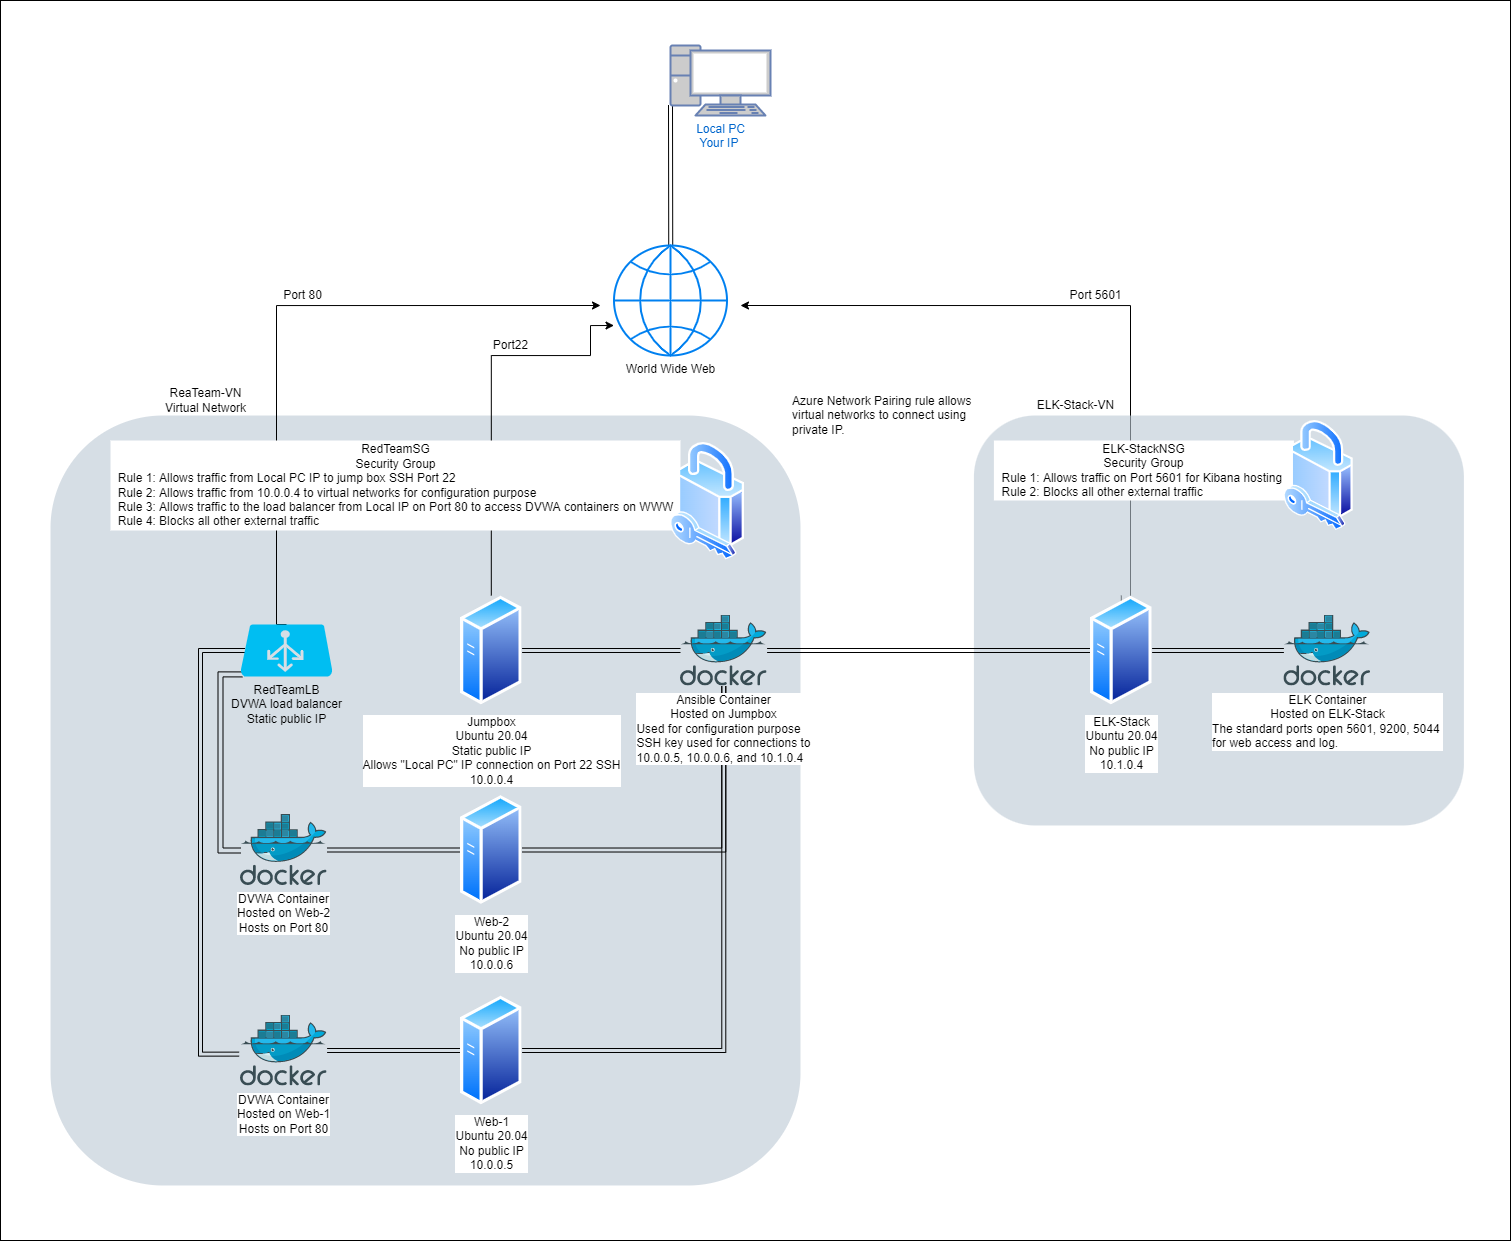 Local PC
Your IP
Port 80
Port 5601
Port22
World Wide Web
ReaTeam-VN
Virtual Network
Azure Network Pairing rule allows
virtual networks to connect using
private IP.
ELK-Stack-VN
RedTeamSG
Security Group
Rule 1: Allows traffic from Local PC IP to jump box SSH Port 22
Rule 2: Allows traffic from 10.0.0.4 to virtual networks for configuration purpose
Rule 3: Allows traffic to the load balancer from Local IP on Port 80 to access DVWA containers on WWW
Rule 4: Blocks all other external traffic
ELK-StackNSG
Security Group
Rule 1: Allows traffic on Port 5601 for Kibana hosting
Rule 2: Blocks all other external traffic
RedTeamLB
DVWA load balancer
Static public IP
Jumpbox
Ubuntu 20.04
Static public IP
Allows "Local PC" IP connection on Port 22 SSH
10.0.0.4
docker
Ansible Container
Hosted on Jumpbox
Used for configuration purpose
SSH key used for connections to
10.0.0.5, 10.0.0.6, and 10.1.0.4
ELK-Stack
Ubuntu 20.04
No public IP
10.1.0.4
docker
ELK Container
Hosted on ELK-Stack
The standard ports open 5601, 9200, 5044
for web access and log.
docker
DVWA Container
Hosted on Web-2
Hosts on Port 80
Web-2
Ubuntu 20.04
No public IP
10.0.0.6
docker
DVWA Container
Hosted on Web-1
Hosts on Port 80
Web-1
Ubuntu 20.04
No public IP
10.0.0.5